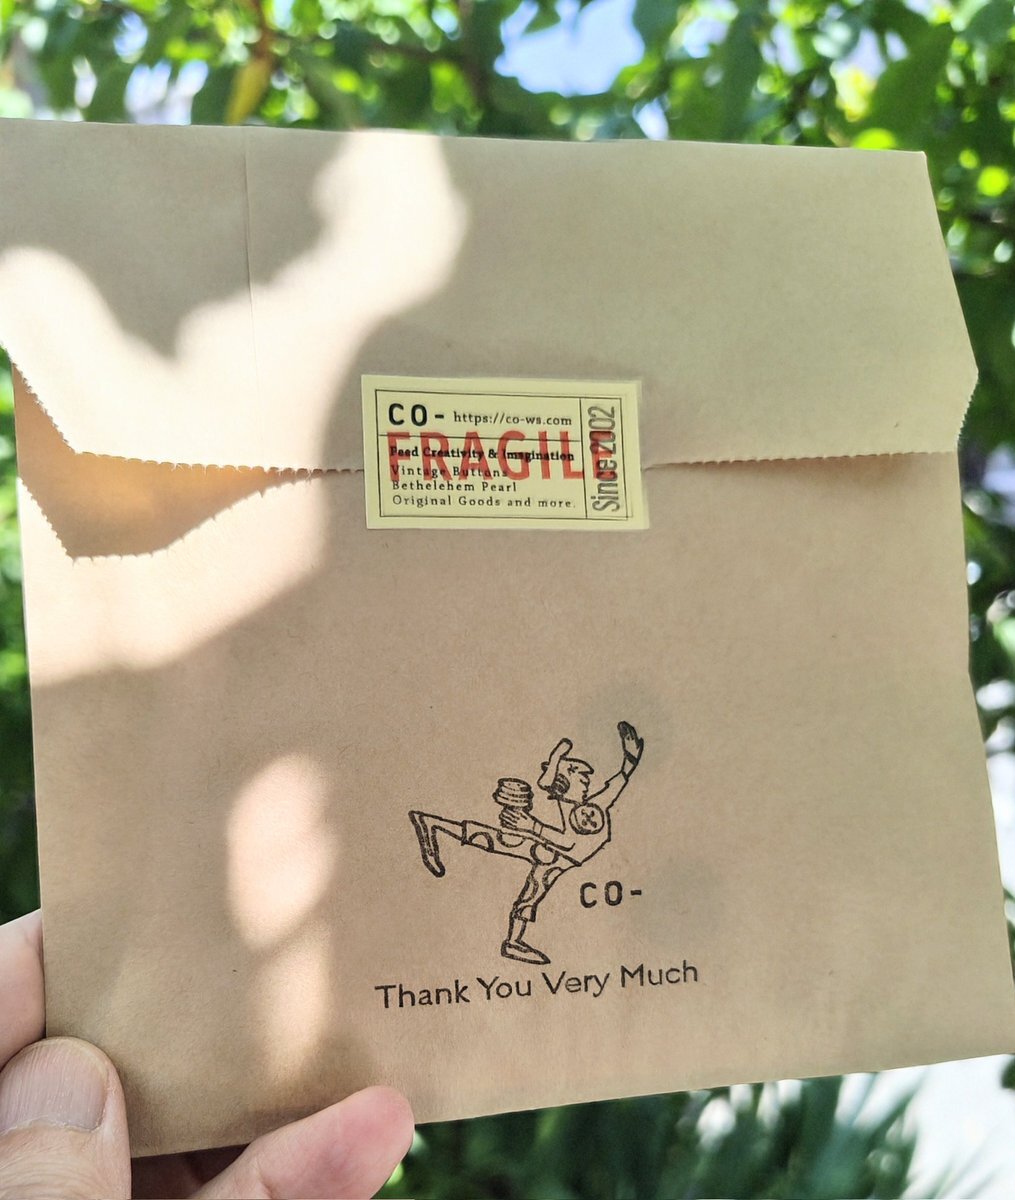 CO- https://co-ws.com
FRAGILE
Feed Creativity & Imagination
Vintage Buttons
Bethelehem Pearl
Original Goods and more.
Since 2002
CO-
Thank You Very Much